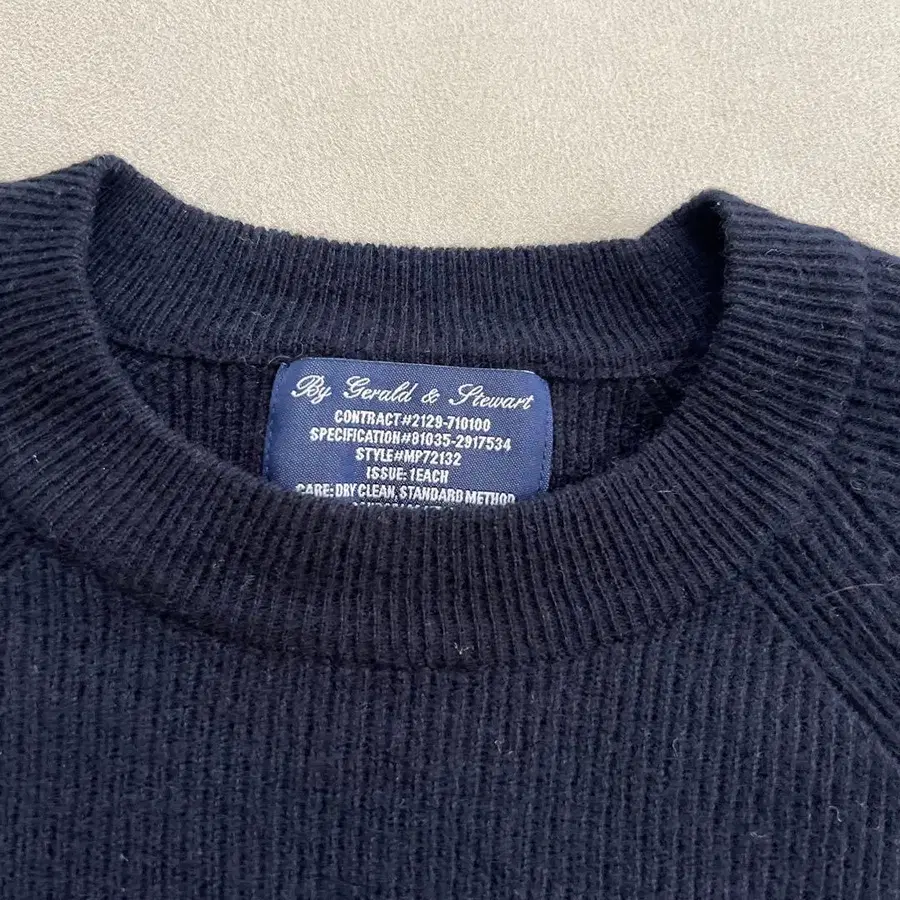 By Gerald & Stewart
CONTRACT#2129-710100
SPECIFICATION#81035-2917534
STYLE#MP72132
ISSUE: 1EACH
CARE: DRY CLEAN, STANDARD METHOD